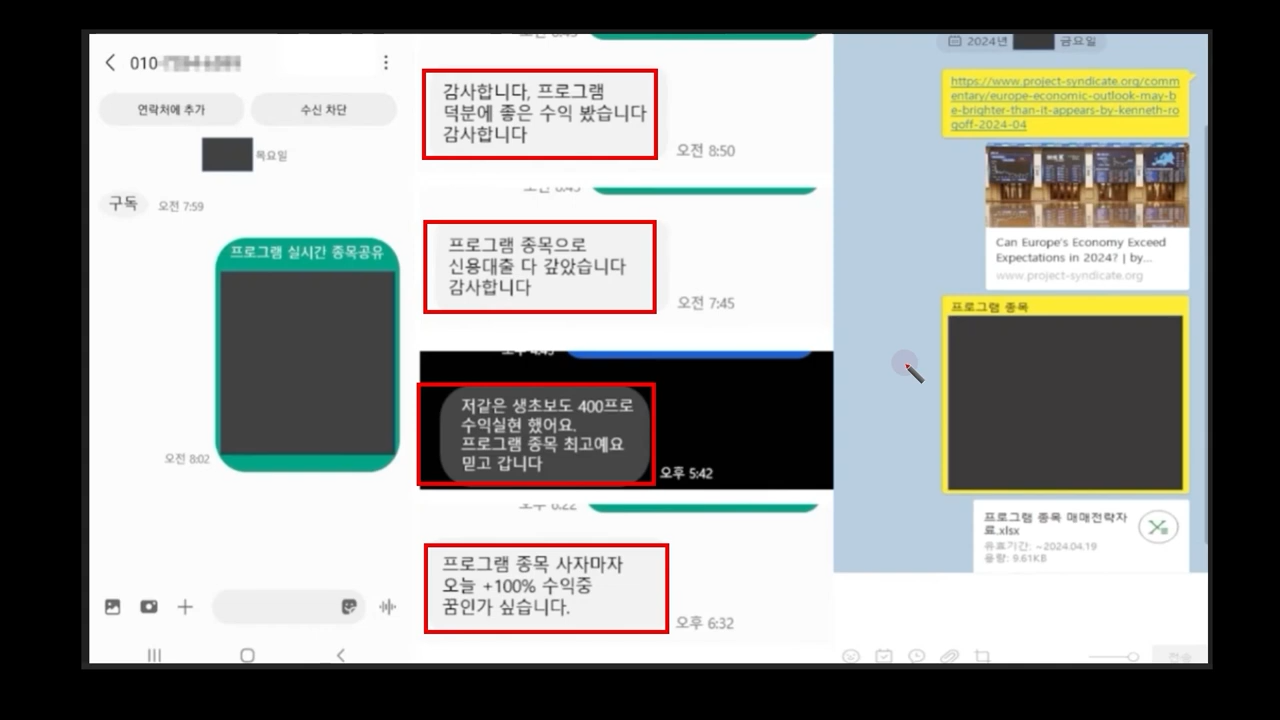 010-
연락처에 추가
수신 차단
목요일
구독
오전 7:59
프로그램 실시간 종목공유
오전 8:02
감사합니다, 프로그램
덕분에 좋은 수익 봤습니다
감사합니다
오전 8:50
프로그램 종목으로
신용대출 다 갚았습니다
감사합니다
오전 7:45
저같은 생초보도 400프로
수익실현 했어요.
프로그램 종목 최고예요
믿고 갑니다
오후 5:42
프로그램 종목 사자마자
오늘 +100% 수익중
꿈인가 싶습니다.
오후 6:32
2024년
금요일
https://www.project-syndicate.org/comm
entary/europe-economic-outlook-may-b
e-brighter-than-it-appears-by-kenneth-ro
goff-2024-04
Can Europe's Economy Exceed
Expectations in 2024? | by...
www.project-syndicate.org
프로그램 종목
프로그램 종목 매매전략자
료.xlsx
유효기간: ~2024.04.19
용량: 9.61KB
전송